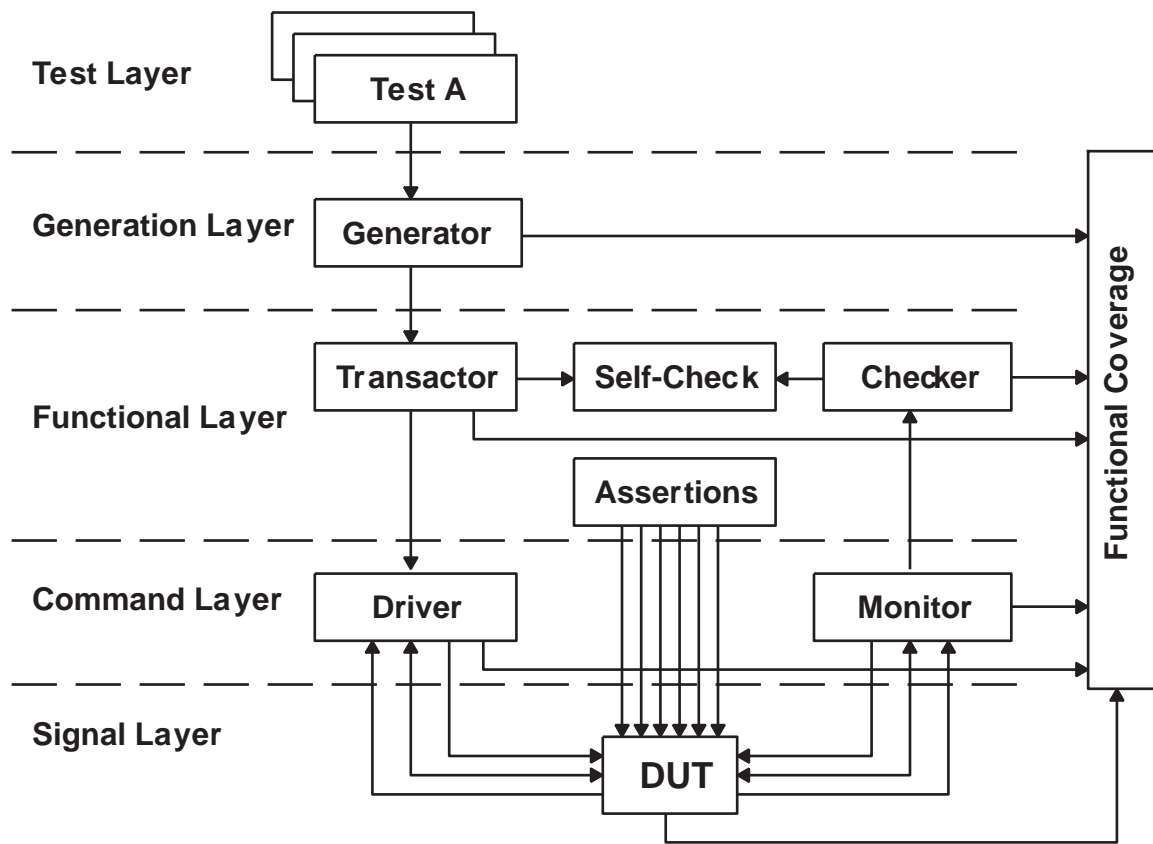 Test Layer
Test A
Generation Layer
Generator
Functional Layer
Transactor
Self-Check
Checker
Assertions
Functional Coverage
Command Layer
Driver
Monitor
Signal Layer
DUT